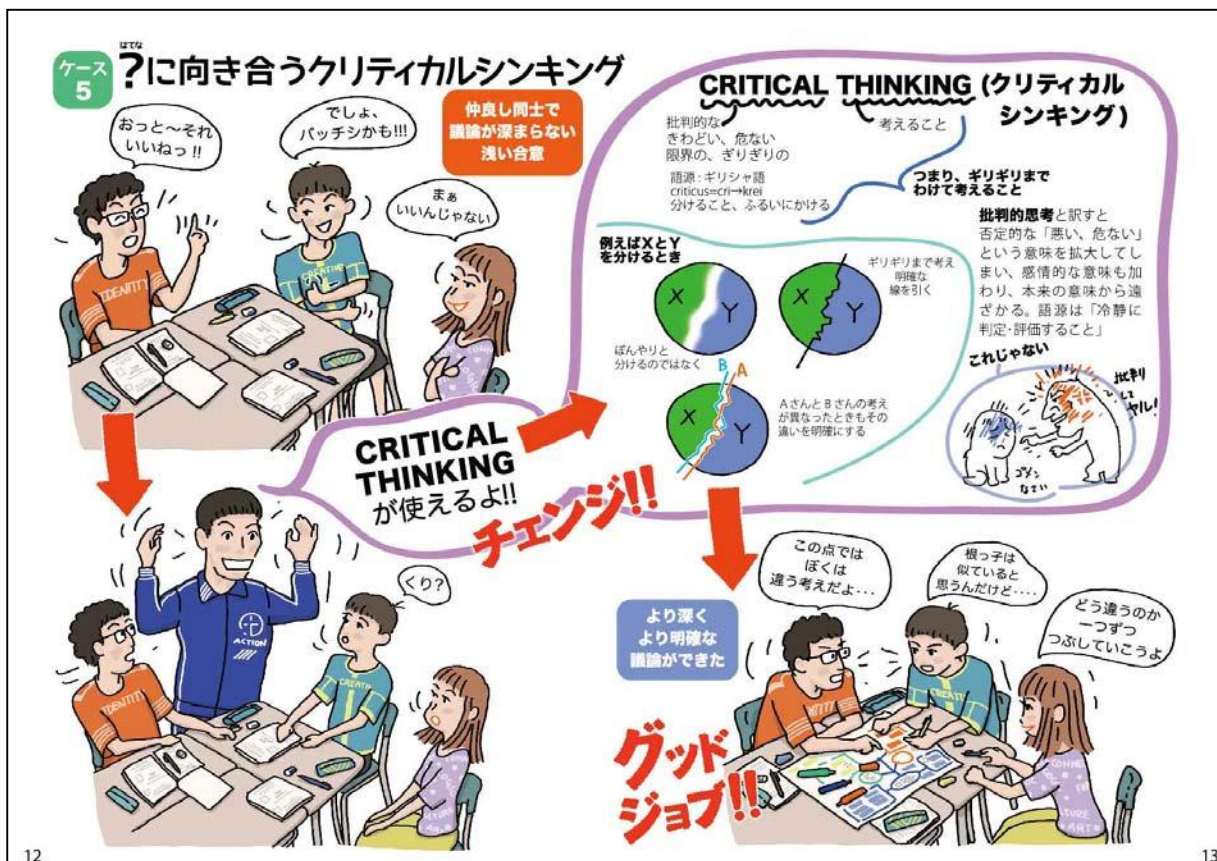 はてな
ケース
5
?に向き合うクリティカルシンキング
おっと～それ
いいねっ!!
でしょ、
バッチシかも!!!
仲良し同士で
議論が深まらない
浅い合意
まぁ
いいんじゃない
IDENTITY
CREATIVE
CRITICAL
THINKING
が使えるよ!!
チェンジ!!
CRITICAL THINKING (クリティカル
シンキング)
批判的な
きわどい、危ない
限界の、ぎりぎりの
考えること
語源：ギリシャ語
criticus=cri→krei
分けること、ふるいにかける
つまり、ギリギリまで
わけて考えること
例えばXとY
を分けるとき
X
Y
ぼんやりと
分けるのではなく
X
Y
ギリギリまで考え
明確な
線を引く
B
A
X
Y
AさんとBさんの考え
が異なったときもその
違いを明確にする
批判的思考と訳すと
否定的な「悪い、危ない」
という意味を拡大してし
まい、感情的な意味も加
わり、本来の意味から遠
ざかる。語源は「冷静に
判定・評価すること」
これじゃない
批判
して
ヤル!
ゴメン
なさい
くり?
ACTION
IDENTITY
CREATIV
より深く
より明確な
議論ができた
この点では
ぼくは
違う考えだよ・・・
根っ子は
似ていると
思うんだけど・・・・
どう違うのか
一つずつ
つぶしていこうよ
IDENTITY
CREATIV
グッド
ジョブ!!
12
13